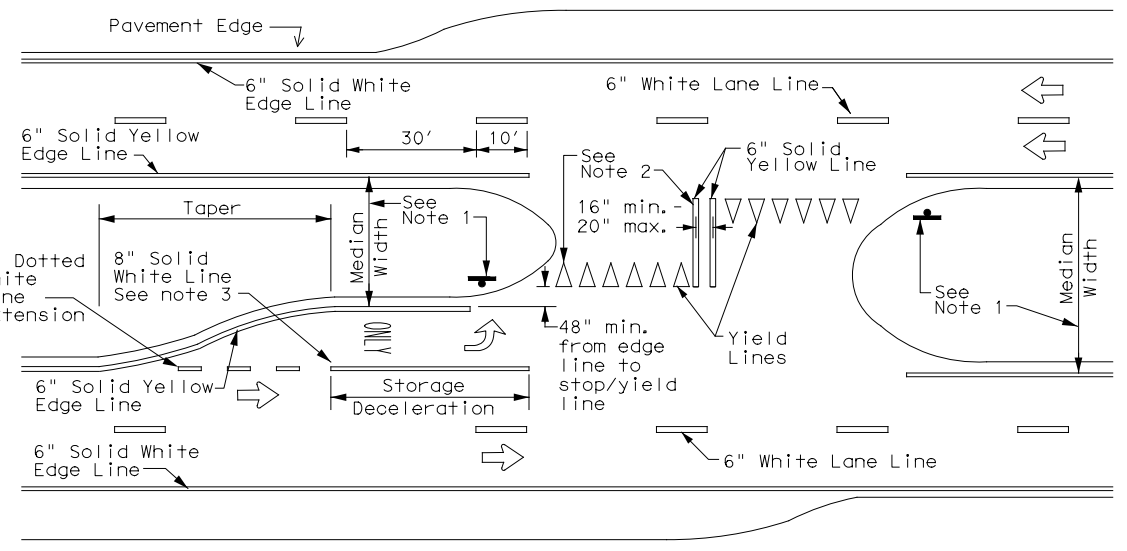 Pavement Edge
6" Solid White
Edge Line
6" White Lane Line
6" Solid Yellow
Edge Line
30'
10'
See
Note 2
6" Solid
Yellow Line
Taper
See
Note 1
16" min.
20" max.
Median
Width
Dotted
ite
ne
xtension
8" Solid
White Line
See note 3
ONLY
48" min.
from edge
line to
stop/yield
line
Yield
Lines
See
Note 1
Median
Width
6" Solid Yellow
Edge Line
Storage
Deceleration
6" Solid White
Edge Line
6" White Lane Line